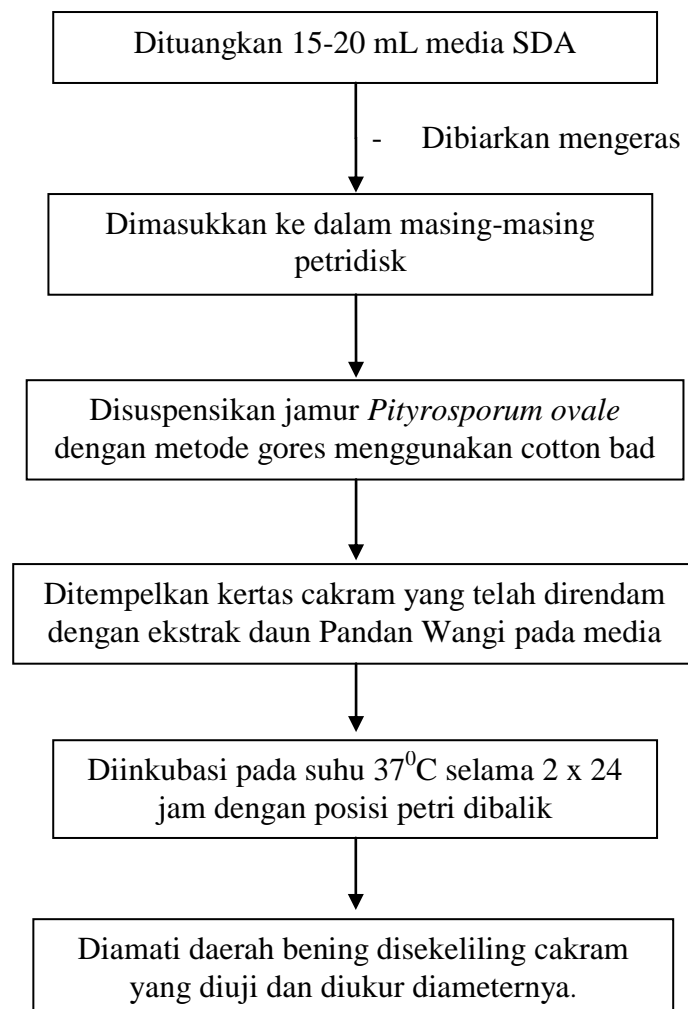 Dituangkan 15-20 mL media SDA
- Dibiarkan mengeras
Dimasukkan ke dalam masing-masing
petridisk
Disuspensikan jamur Pityrosporum ovale
dengan metode gores menggunakan cotton bad
Ditempelkan kertas cakram yang telah direndam
dengan ekstrak daun Pandan Wangi pada media
Diinkubasi pada suhu 37⁰C selama 2 x 24
jam dengan posisi petri dibalik
Diamati daerah bening disekeliling cakram
yang diuji dan diukur diameternya.